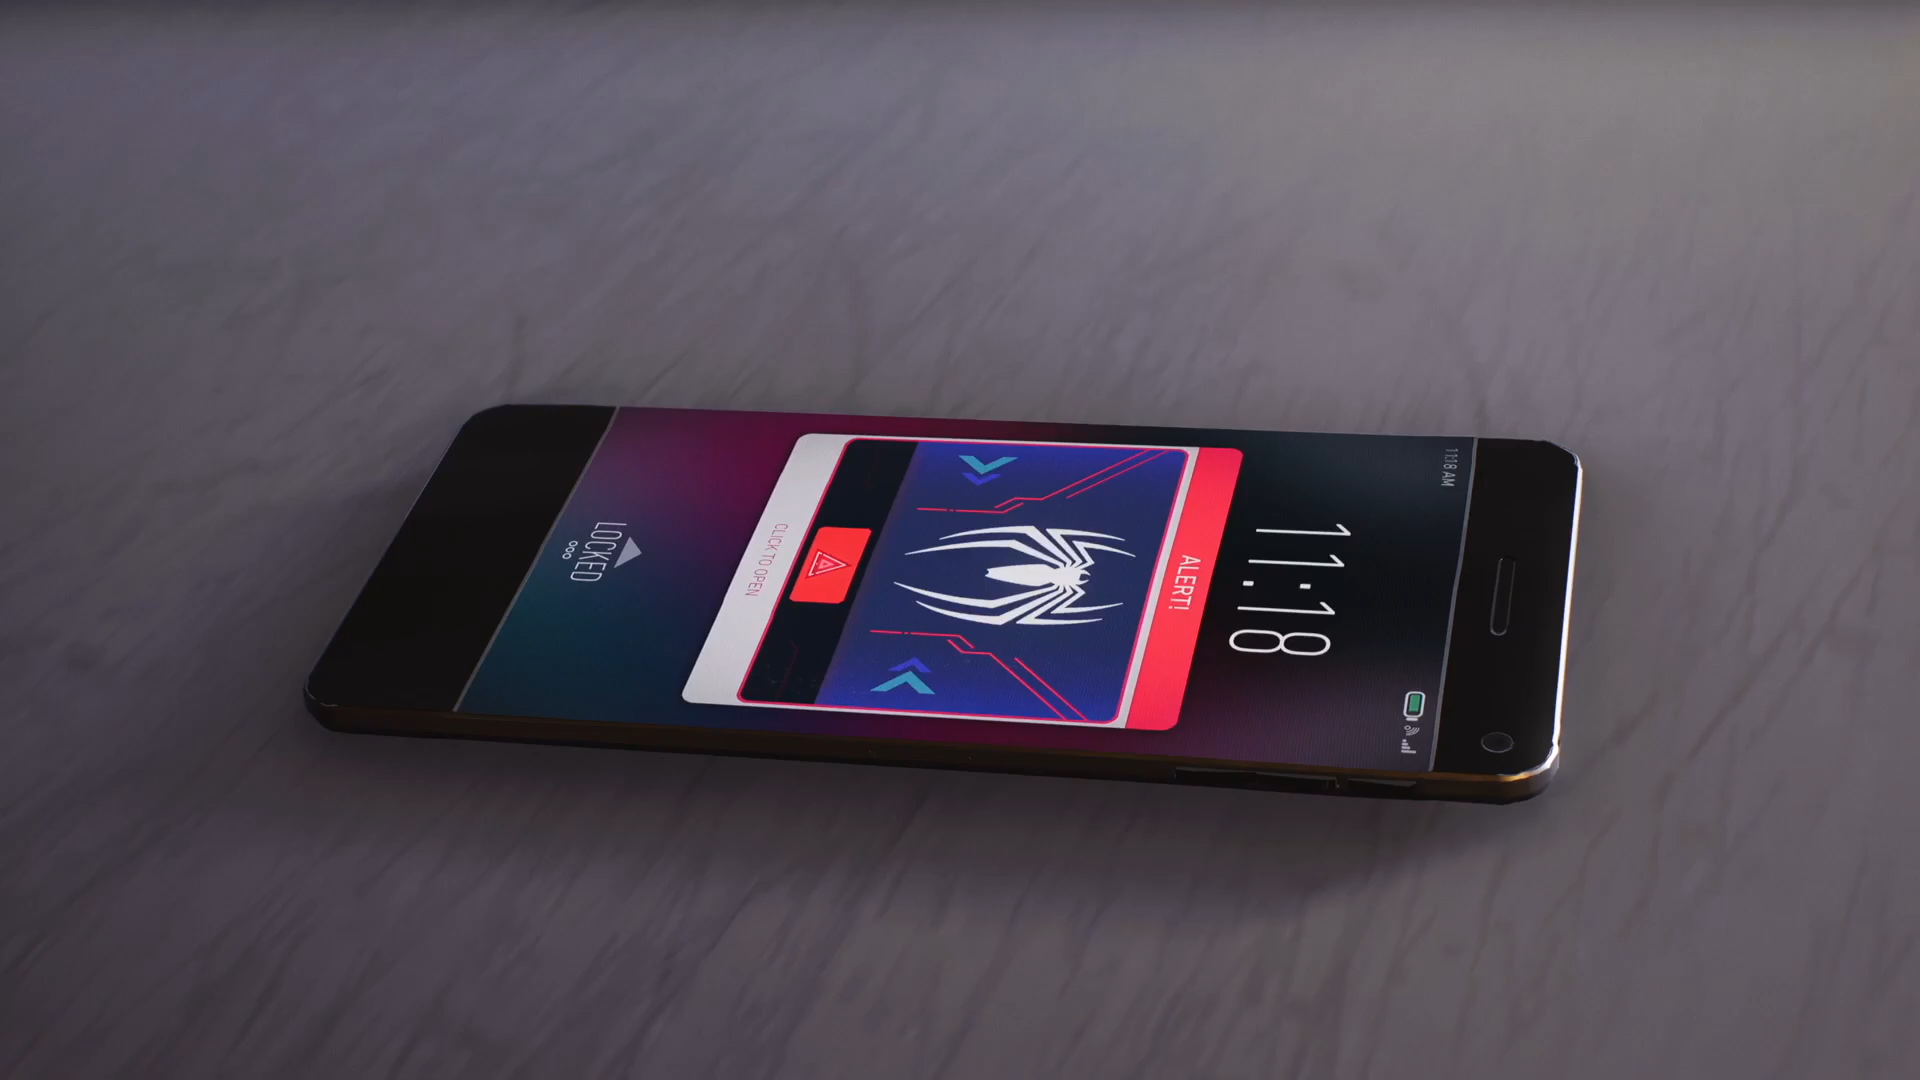 11:18 AM
11:18
ALERT!
CLICK TO OPEN
LOCKED